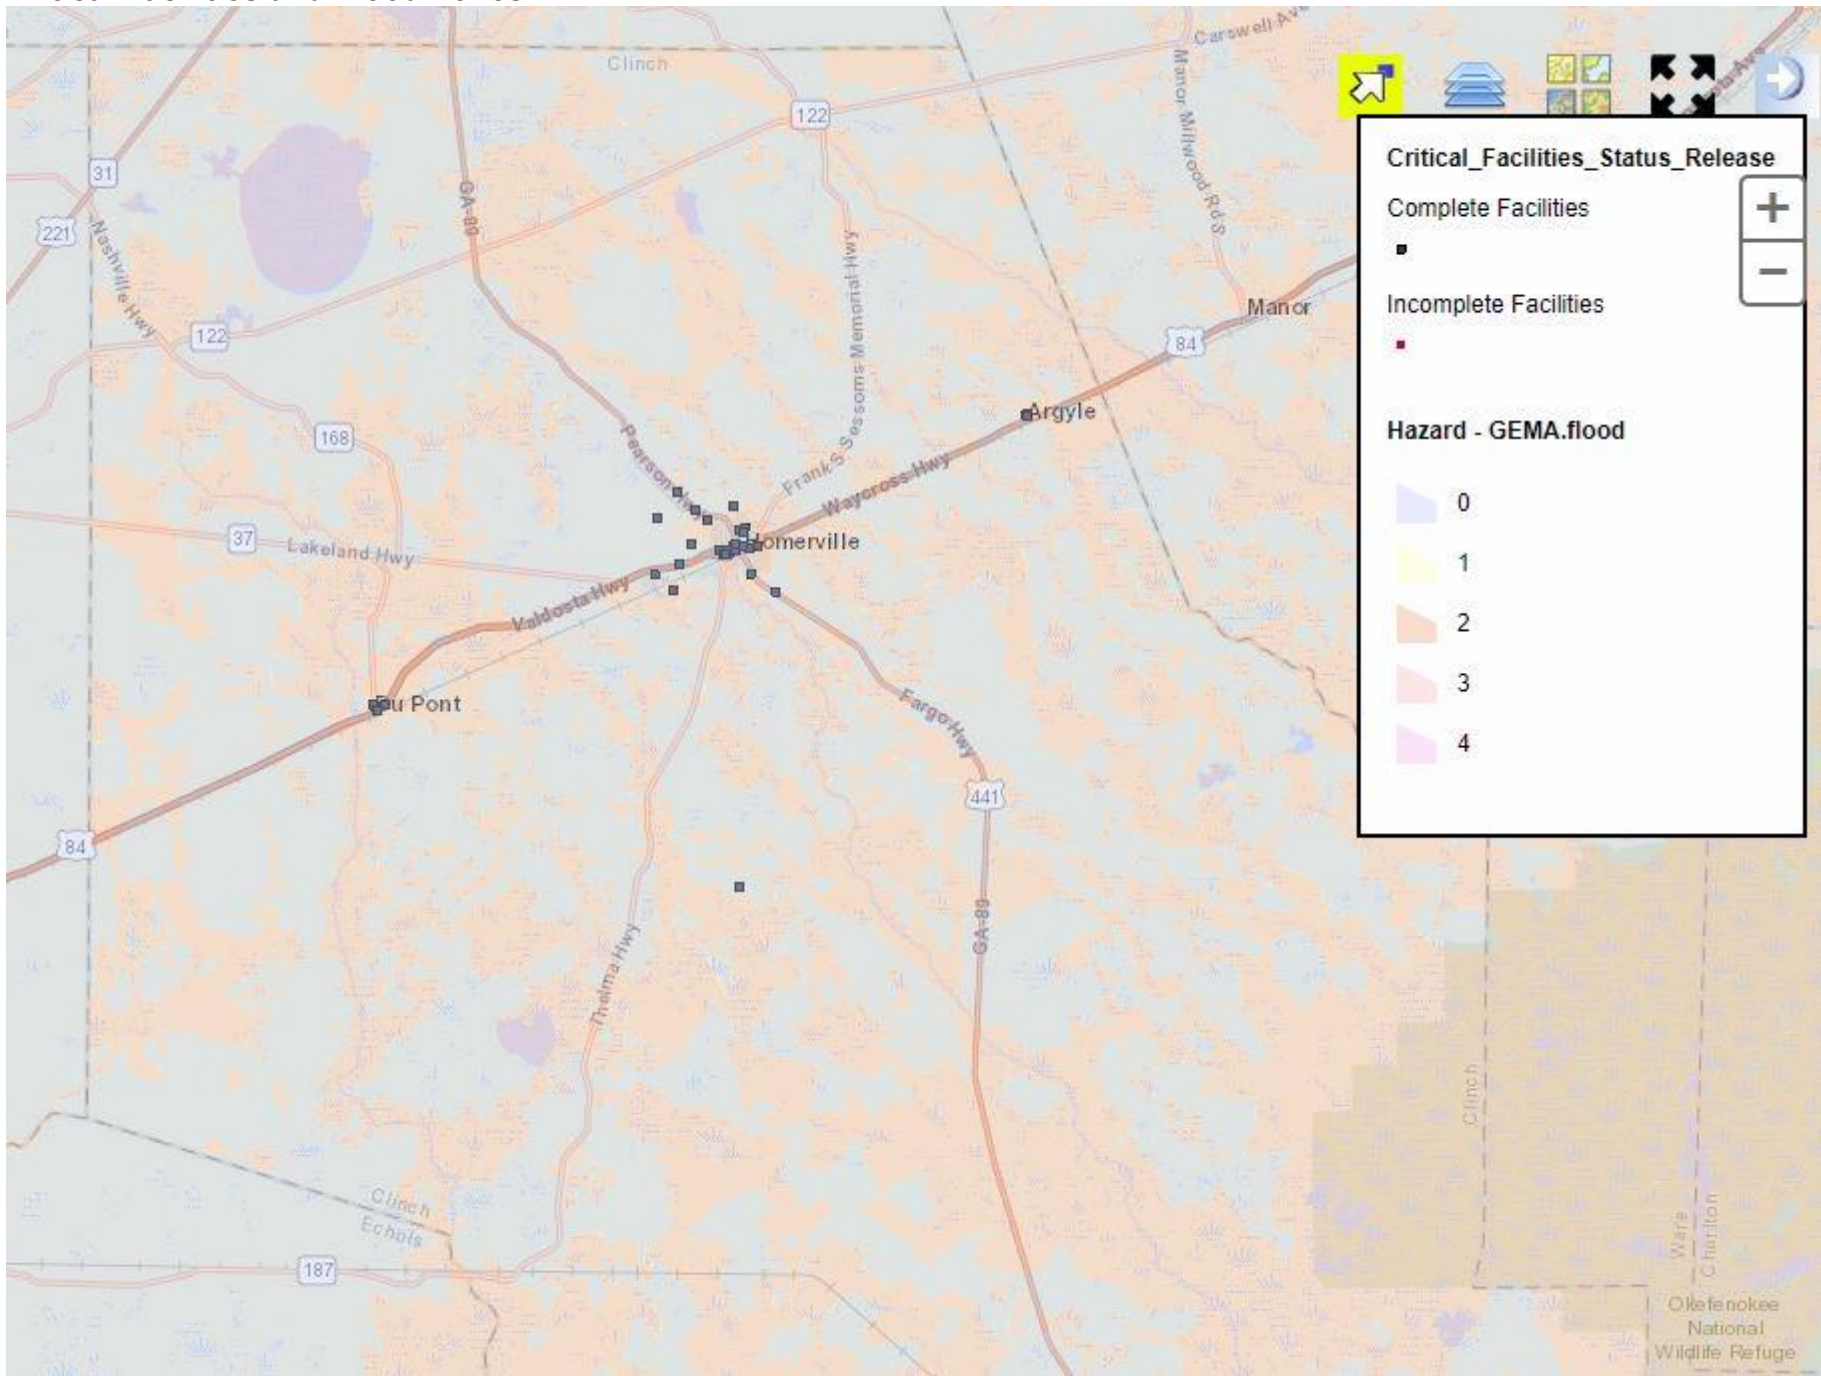 Carswell Ave
Clinch
122
Manor Millwood Rd S
31
GA-89
221
Nashville Hwy
Frank S Sessoms Memorial Hwy
122
Manor
84
Argyle
168
Pearson Hwy
Waycross Hwy
37
Lakeland Hwy
Homerville
Valdosta Hwy
Du Pont
Fargo Hwy
441
84
GA-89
Thelma Hwy
Clinch
Clinch
Echols
187
Ware
Charlton
Okefenokee
National
Wildlife Refuge
Critical_Facilities_Status_Release
Complete Facilities
+
−
Incomplete Facilities
Hazard - GEMA.flood
0
1
2
3
4